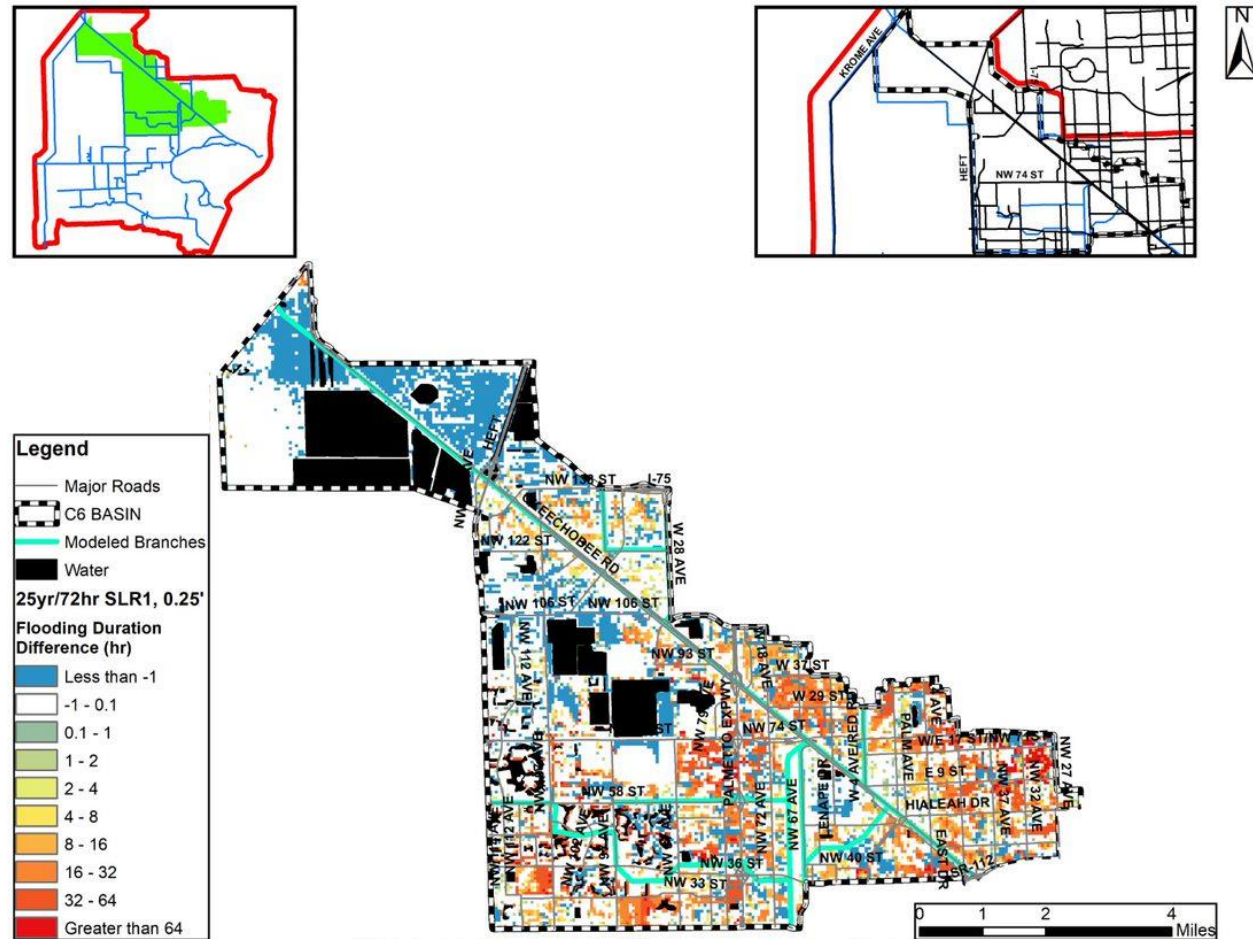 N
KROME AVE
I-75
HEFT
NW 74 ST
Legend
Major Roads
C6 BASIN
Modeled Branches
Water
25yr/72hr SLR1, 0.25'
Flooding Duration
Difference (hr)
Less than -1
-1 - 0.1
0.1 - 1
1 - 2
2 - 4
4 - 8
8 - 16
16 - 32
32 - 64
Greater than 64
HEFT
AVE
I-75
KEECHOBEE RD
NW 122 ST
W 28 AVE
NW 106 ST
NW 106 ST
NW 112 AVE
NW 93 ST
W 37 ST
W 29 ST
PALMETTO EXPWY
NW 74 ST
PALM AVE
E 9 ST
NW 37 AVE
NW 32 AVE
NW 27 AVE
HIALEAH DR
NW 58 ST
NW 72 AVE
NW 67 AVE
LENAPE DR
NW 40 ST
EAST DR
SR-112
NW 36 ST
NW 33 ST
0 1 2 4
Miles